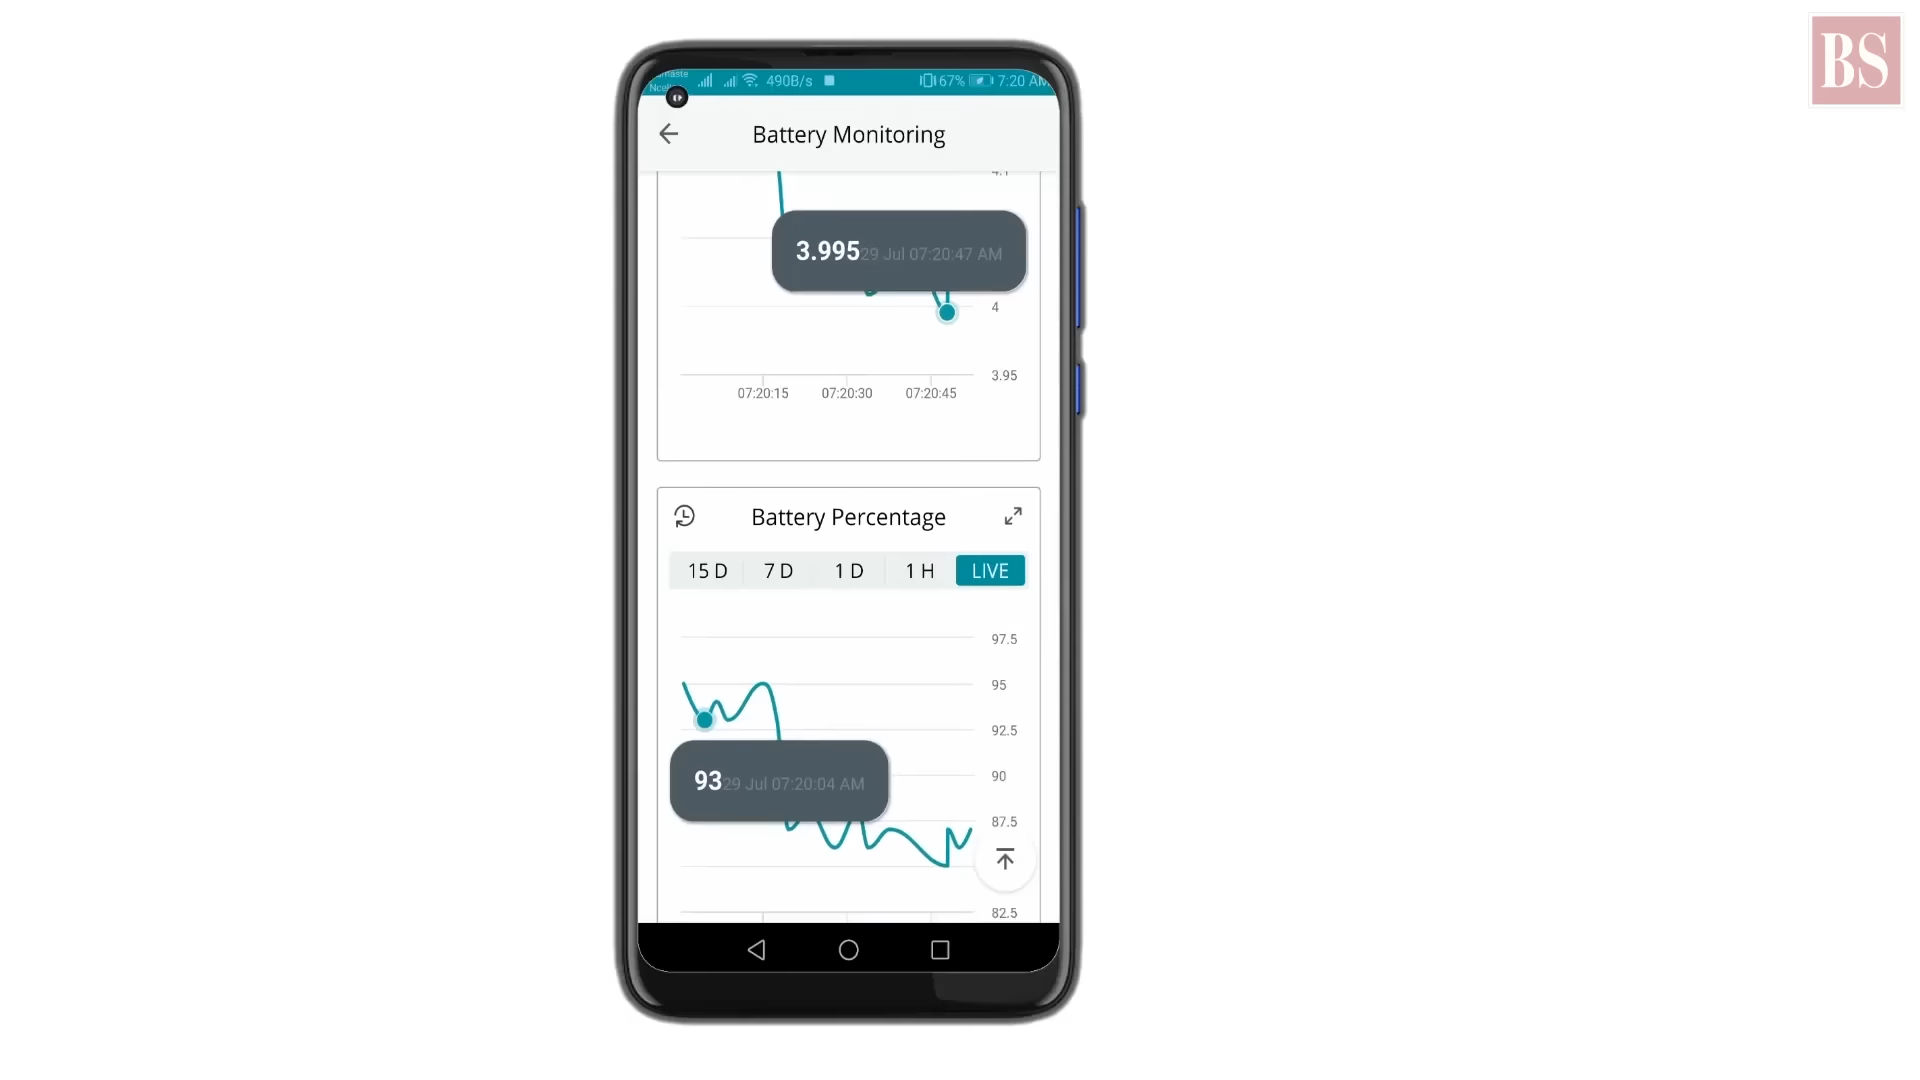 490B/s 67% 7:20 AM
BS
Battery Monitoring
4.1
3.995 29 Jul 07:20:47 AM
4
3.95
07:20:15 07:20:30 07:20:45
Battery Percentage
15 D 7 D 1 D 1 H LIVE
97.5
95
92.5
93 29 Jul 07:20:04 AM
90
87.5
82.5